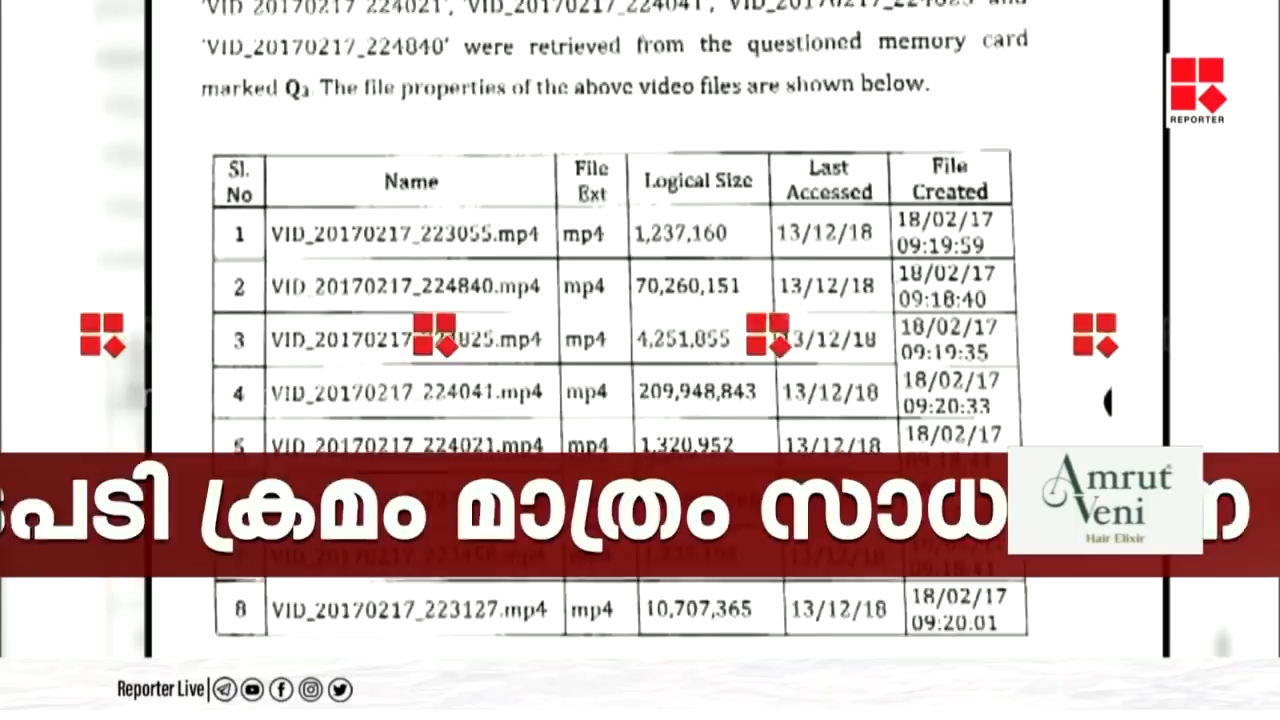 'VID_20170217_224021', 'VID_20170217_224041',
'VID_20170217_224840' were retrieved from the questioned memory card
marked Q1. The file properties of the above video files are shown below.
REPORTER
Sl. No Name File Ext Logical Size Last Accessed File Created
1 VID_20170217_223055.mp4 mp4 1,237,160 13/12/18 18/02/17 09:19:59
2 VID_20170217_224840.mp4 mp4 70,260,151 13/12/18 18/02/17 09:18:40
3 mp4 4,251,855 13/12/18 18/02/17 09:19:35
4 VID_20170217_224041.mp4 mp4 209,948,843 13/12/18 18/02/17 09:20:33
5 VID_20170217_224021.mp4 mp4 1,320,952 13/12/18 18/02/17
ക്രമം മാത്രം
Amrut
Veni
Hair Elixir
8 VID_20170217_223127.mp4 mp4 10,707,365 13/12/18 18/02/17 09:20:01
Reporter Live